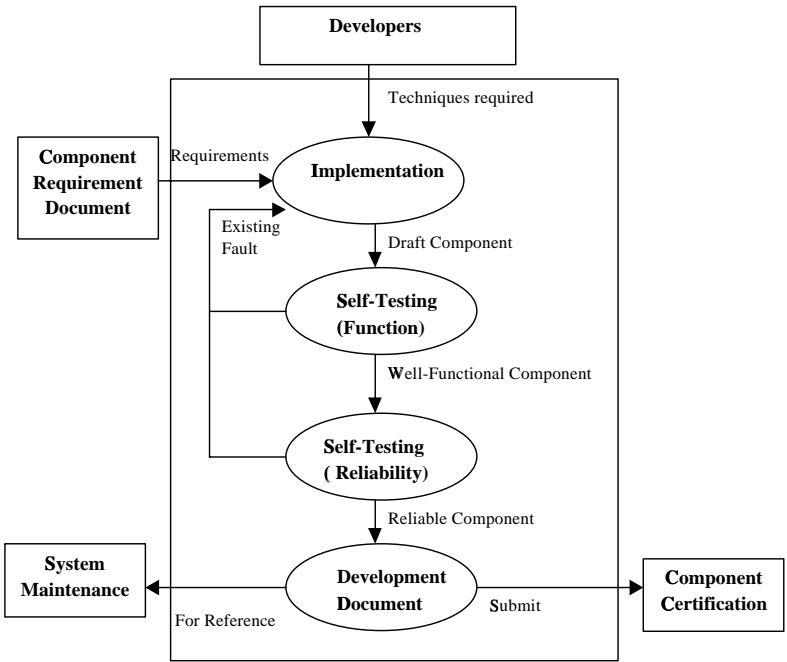 Developers
Techniques required
Component
Requirement
Document
Requirements
Implementation
Existing
Fault
Draft Component
Self-Testing
(Function)
Well-Functional Component
Self-Testing
( Reliability)
Reliable Component
System
Maintenance
Development
Document
Component
Certification
For Reference
Submit